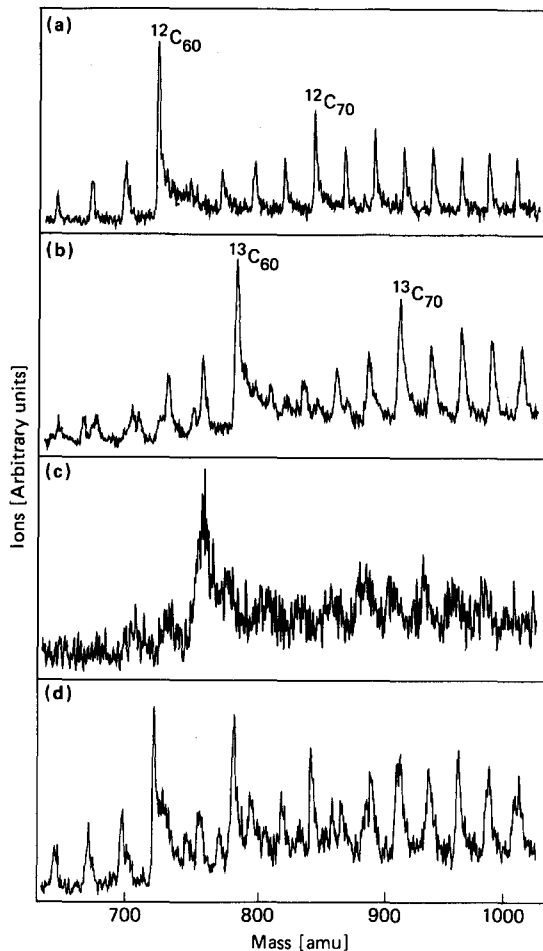 (a)
¹²C₆₀
¹²C₇₀
(b)
¹³C₆₀
¹³C₇₀
Ions [Arbitrary units]
(c)
(d)
700 800 900 1000
Mass [amu]